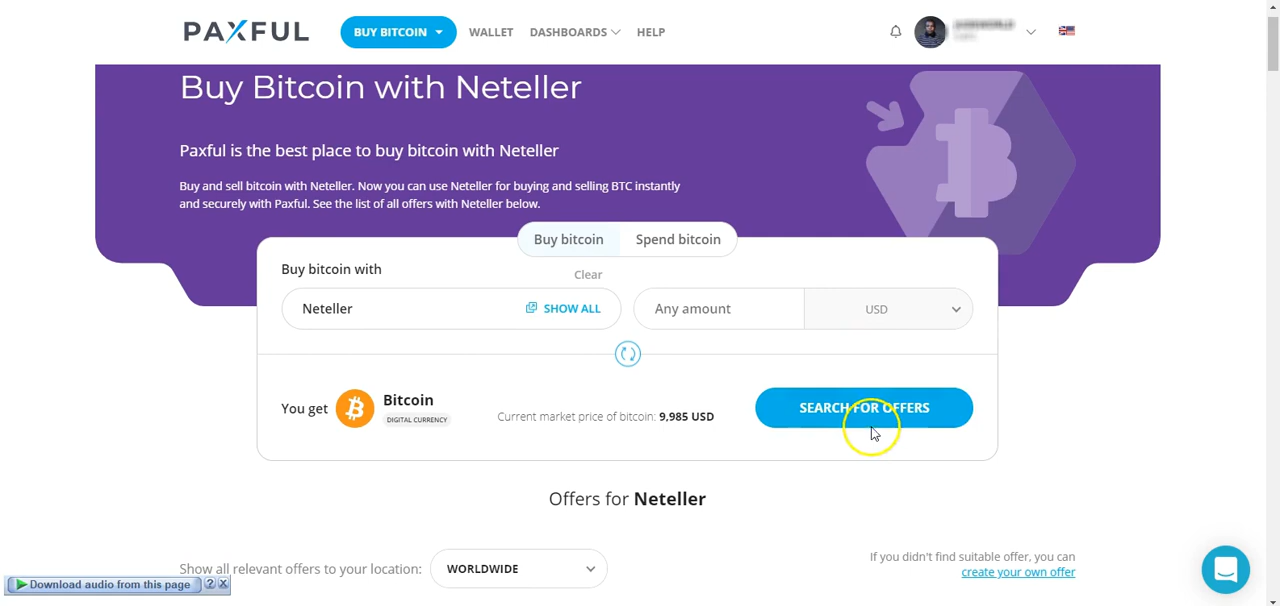 PAXFUL
BUY BITCOIN
WALLET
DASHBOARDS
HELP
Buy Bitcoin with Neteller
Paxful is the best place to buy bitcoin with Neteller
Buy and sell bitcoin with Neteller. Now you can use Neteller for buying and selling BTC instantly
and securely with Paxful. See the list of all offers with Neteller below.
Buy bitcoin
Spend bitcoin
Buy bitcoin with
Clear
Neteller
SHOW ALL
Any amount
USD
You get
Bitcoin
DIGITAL CURRENCY
Current market price of bitcoin: 9,985 USD
SEARCH FOR OFFERS
Offers for Neteller
Show all relevant offers to your location:
WORLDWIDE
If you didn't find suitable offer, you can
create your own offer
Download audio from this page
?
X